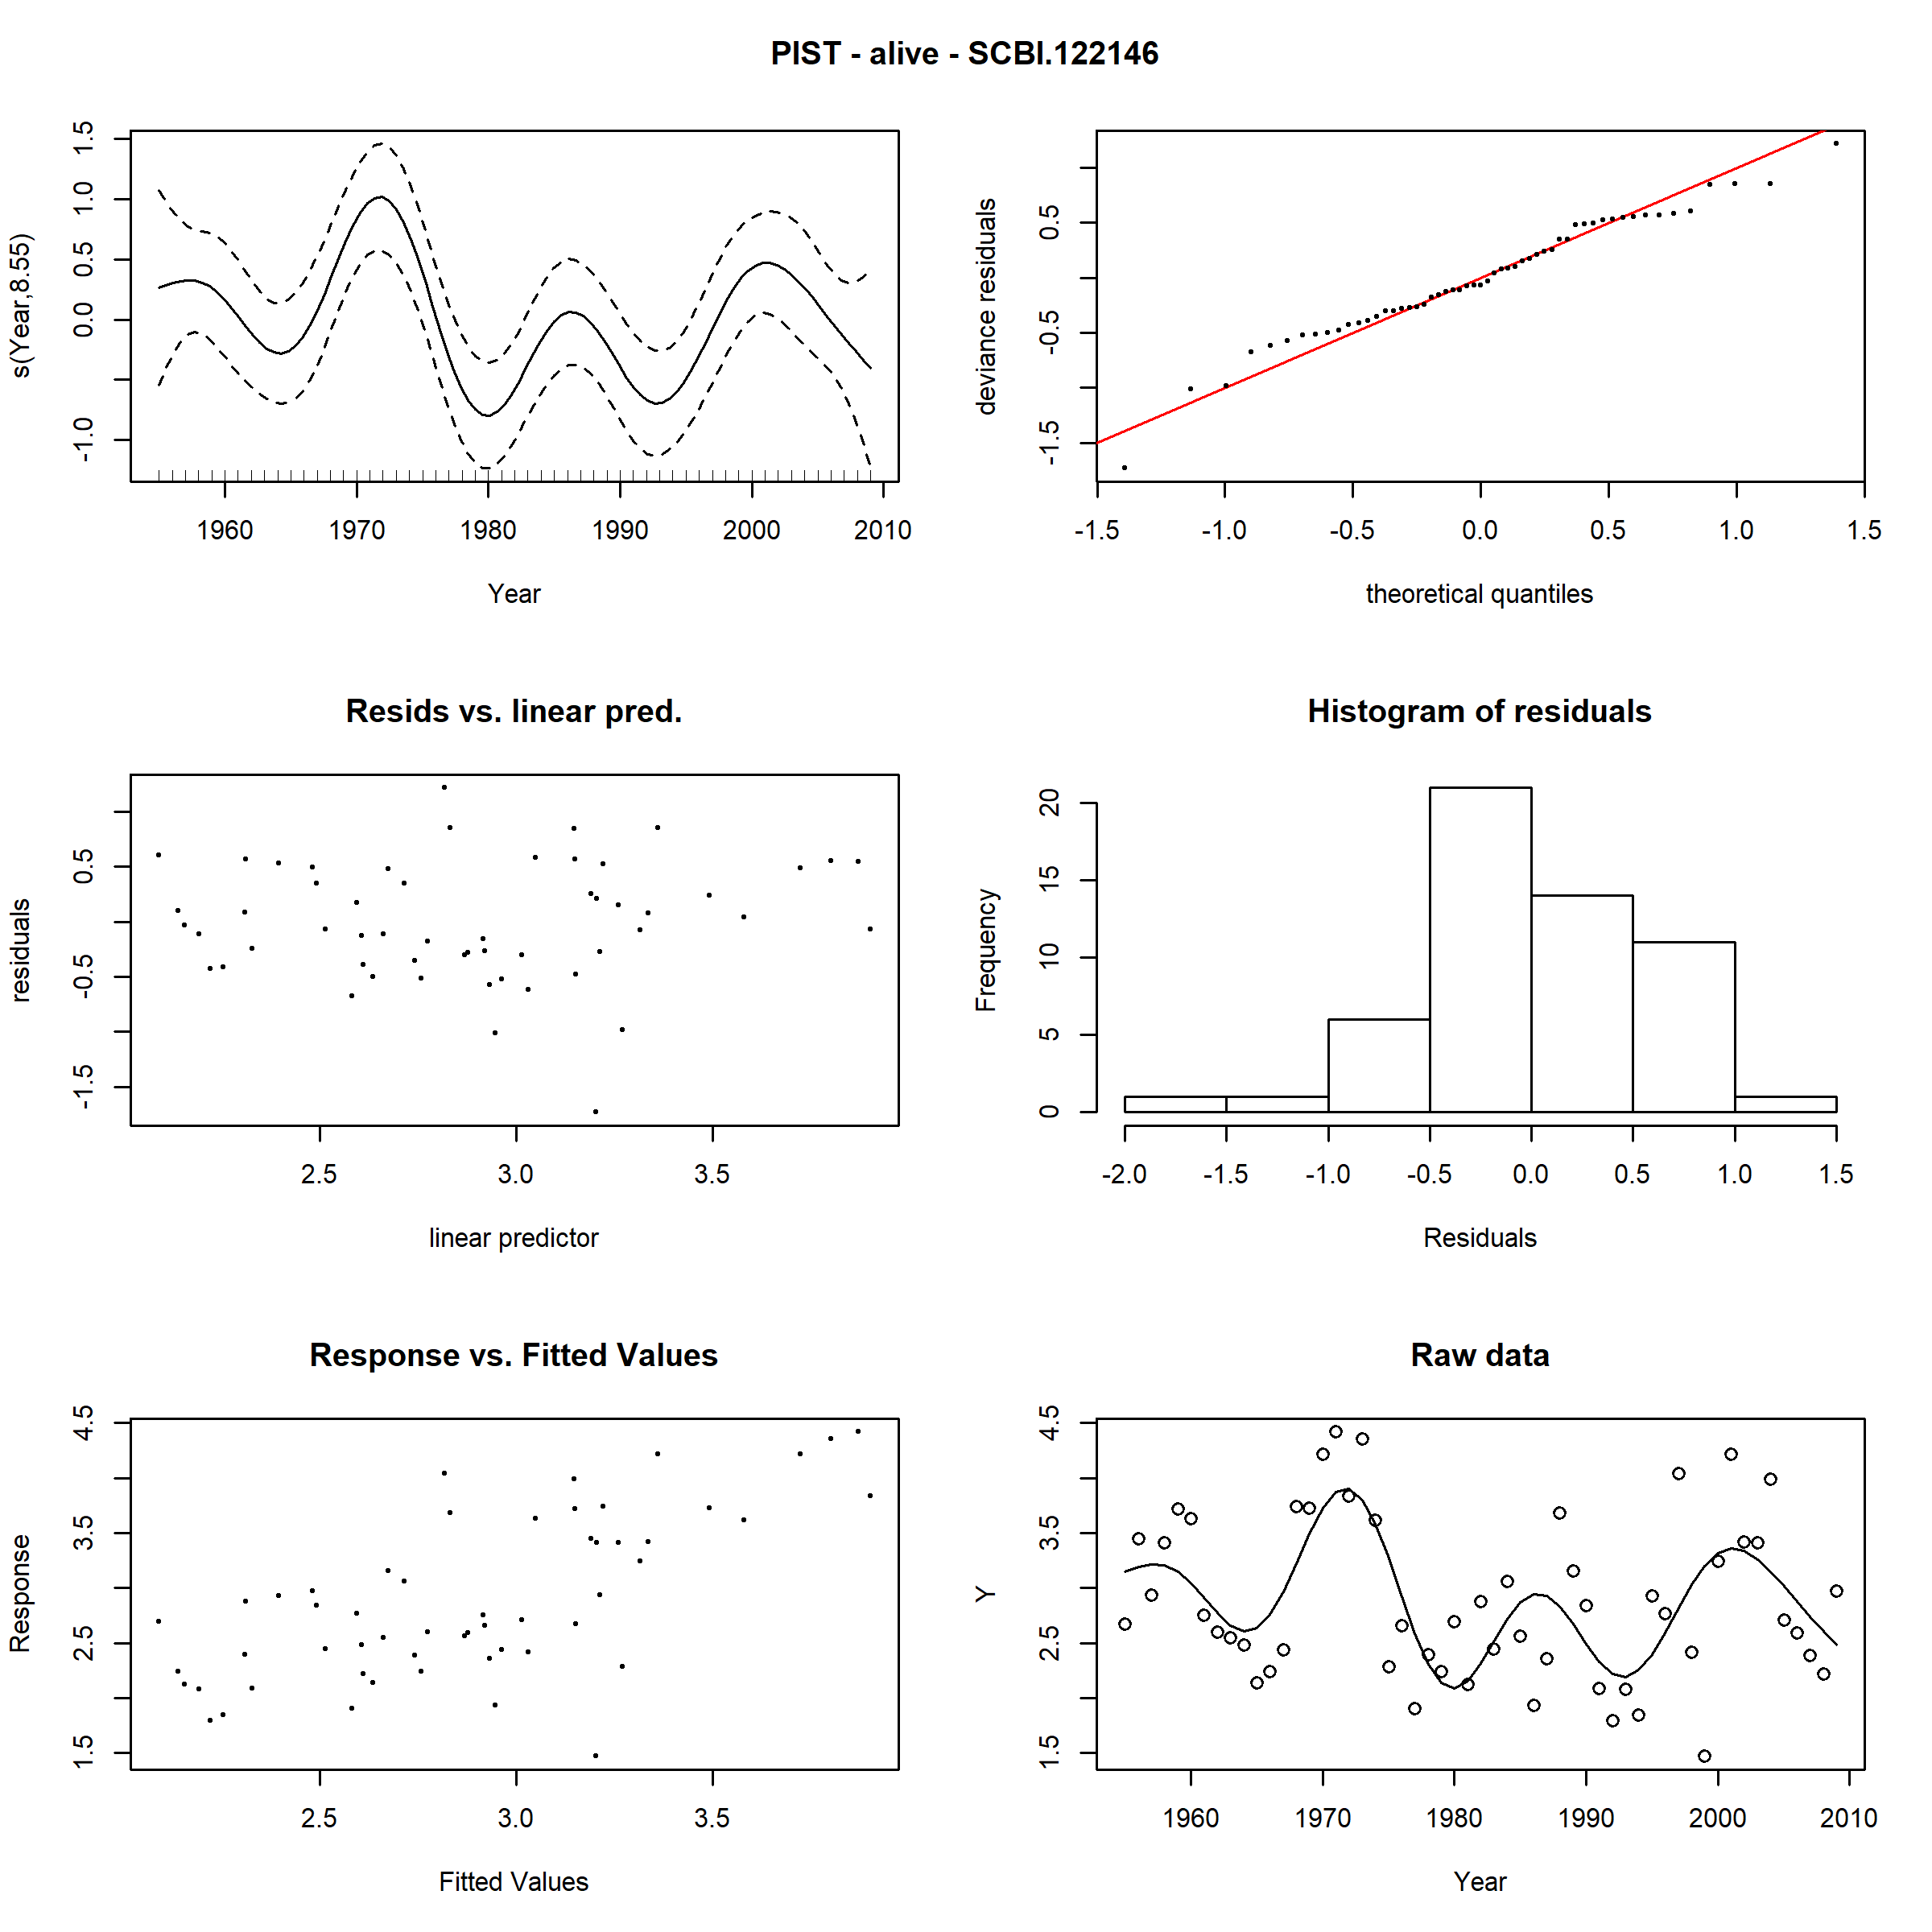 PIST - alive - SCBI.122146
s(Year,8.55)
1.5
1.0
0.5
0.0
-1.0
1960 1970 1980 1990 2000 2010
Year
deviance residuals
0.5
-0.5
-1.5
-1.5 -1.0 -0.5 0.0 0.5 1.0 1.5
theoretical quantiles
Resids vs. linear pred.
residuals
0.5
-0.5
-1.5
2.5 3.0 3.5
linear predictor
Histogram of residuals
Frequency
20
15
10
5
0
-2.0 -1.5 -1.0 -0.5 0.0 0.5 1.0 1.5
Residuals
Response vs. Fitted Values
Response
4.5
3.5
2.5
1.5
2.5 3.0 3.5
Fitted Values
Raw data
Y
4.5
3.5
2.5
1.5
1960 1970 1980 1990 2000 2010
Year